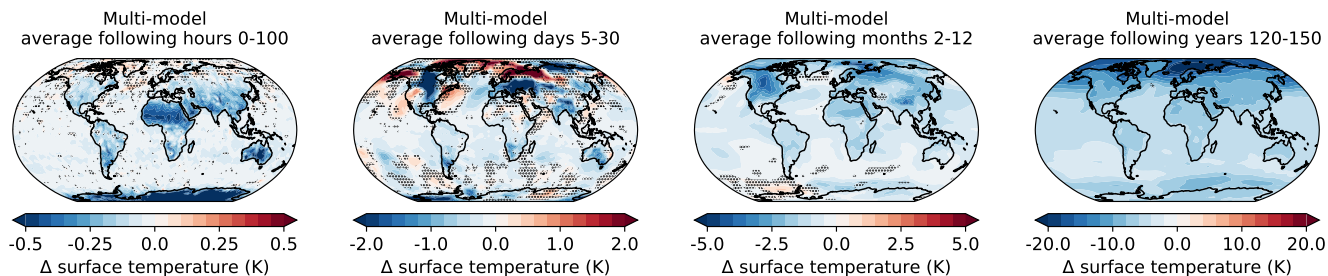 Multi-model
average following hours 0-100
-0.5 -0.25 0.0 0.25 0.5
Δ surface temperature (K)
Multi-model
average following days 5-30
-2.0 -1.0 0.0 1.0 2.0
Δ surface temperature (K)
Multi-model
average following months 2-12
-5.0 -2.5 0.0 2.5 5.0
Δ surface temperature (K)
Multi-model
average following years 120-150
-20.0 -10.0 0.0 10.0 20.0
Δ surface temperature (K)